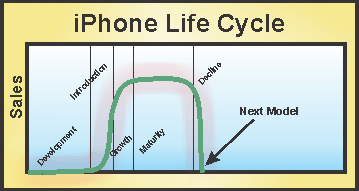 iPhone Life Cycle
Sales
Development
Introduction
Growth
Maturity
Decline
Next Model